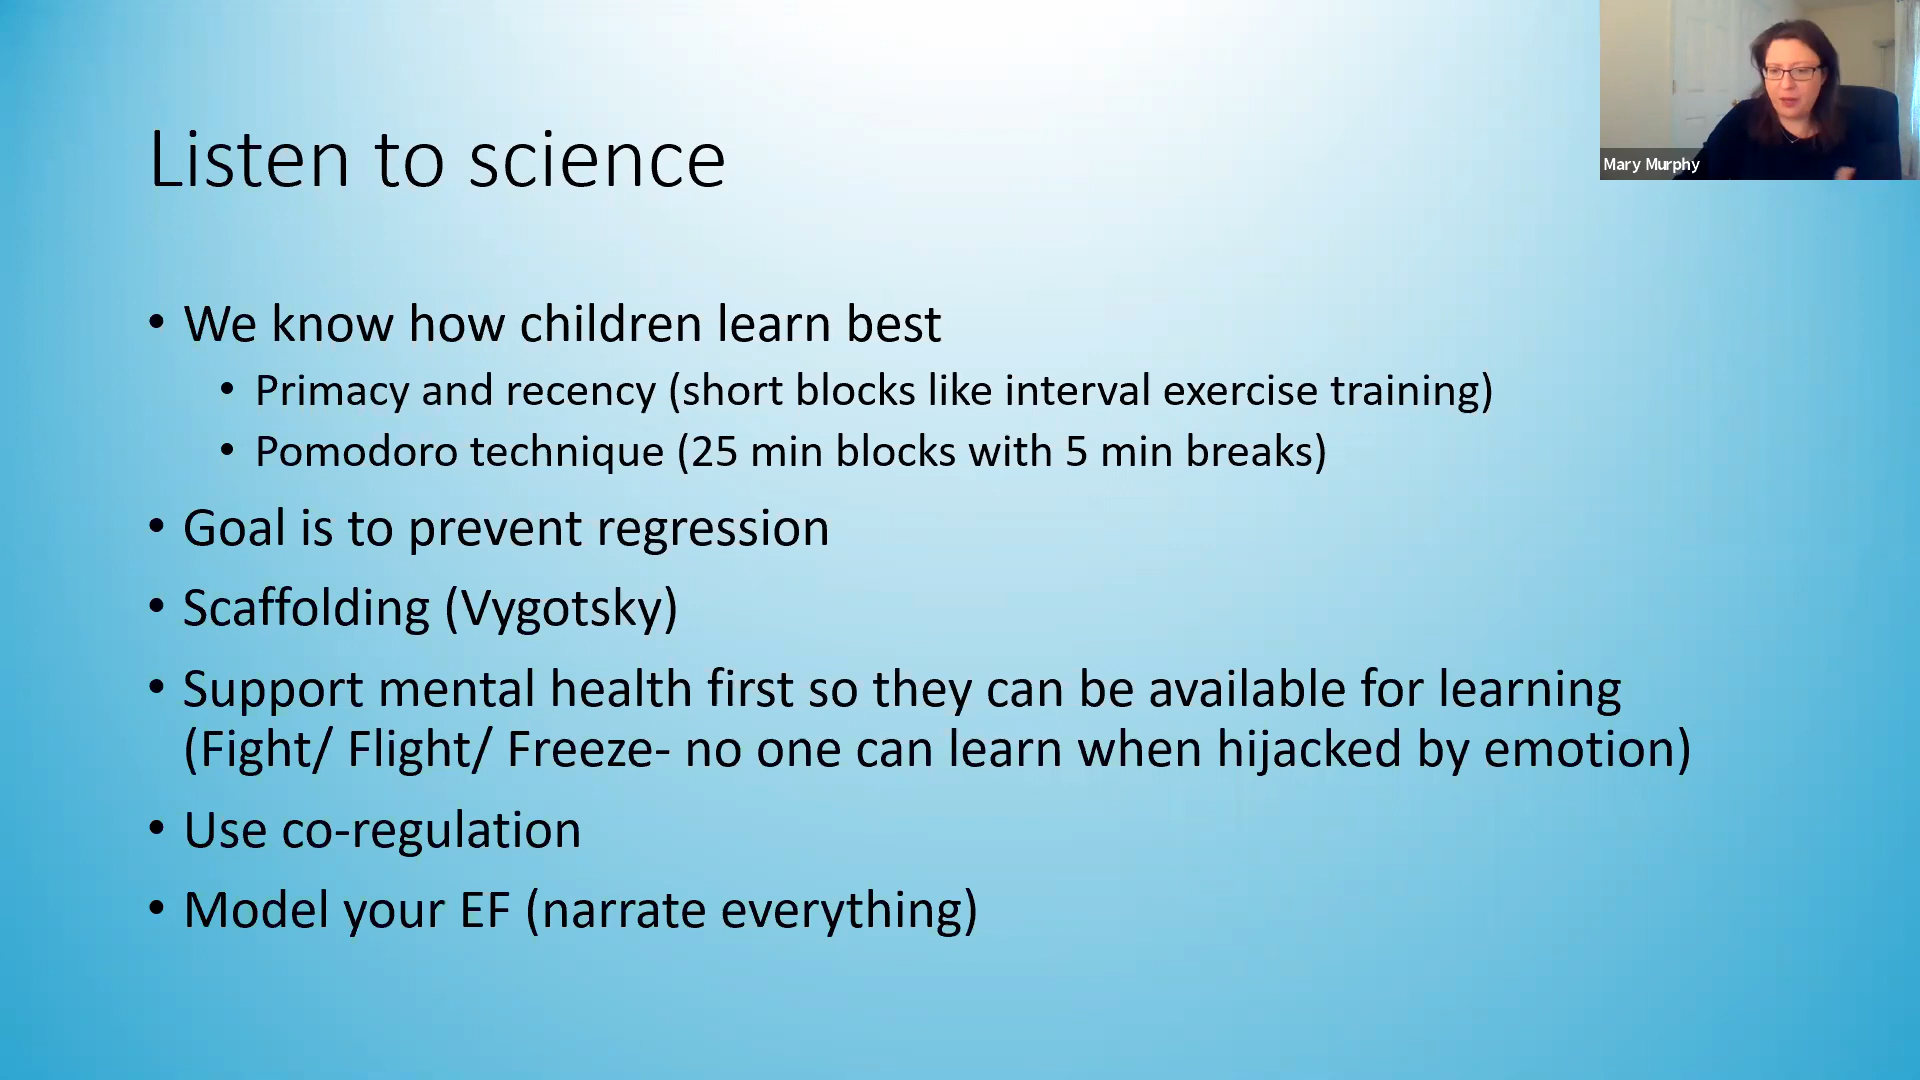 Mary Murphy
Listen to science
• We know how children learn best
• Primacy and recency (short blocks like interval exercise training)
• Pomodoro technique (25 min blocks with 5 min breaks)
• Goal is to prevent regression
• Scaffolding (Vygotsky)
• Support mental health first so they can be available for learning
(Fight/ Flight/ Freeze- no one can learn when hijacked by emotion)
• Use co-regulation
• Model your EF (narrate everything)